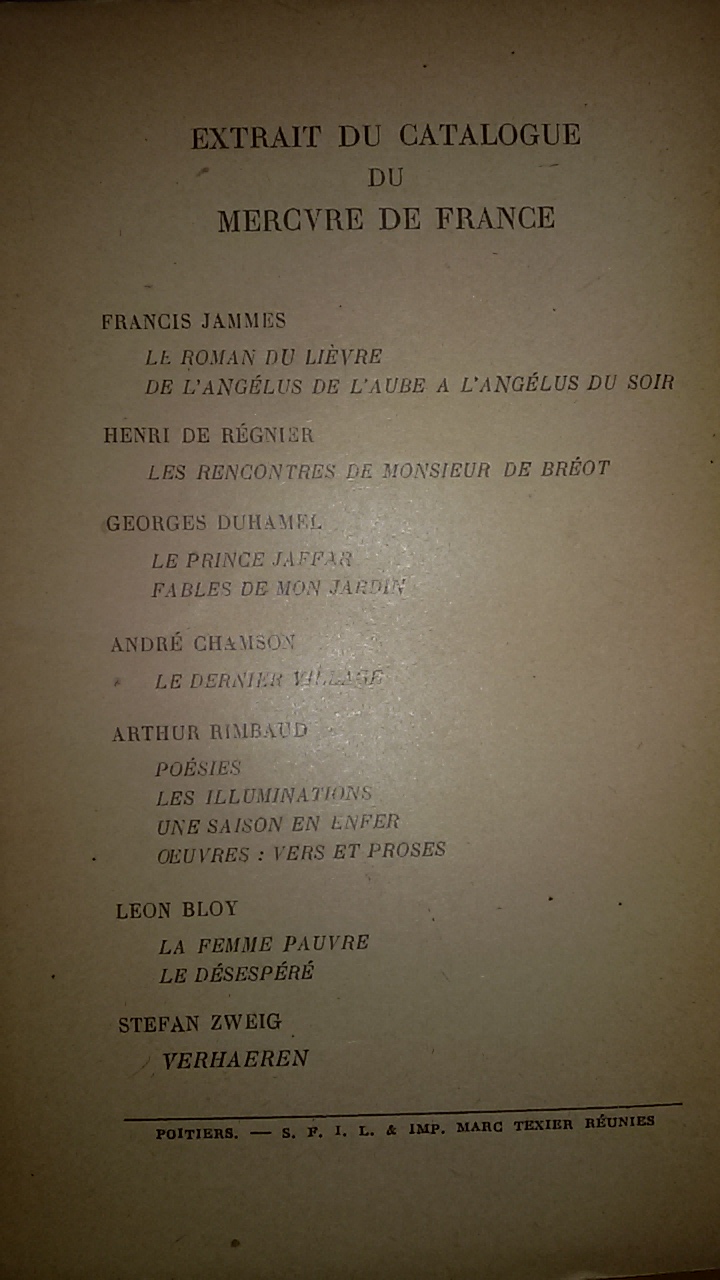 EXTRAIT DU CATALOGUE
DU
MERCVRE DE FRANCE
FRANCIS JAMMES
LE ROMAN DU LIÈVRE
DE L'ANGÉLUS DE L'AUBE A L'ANGÉLUS DU SOIR
HENRI DE RÉGNIER
LES RENCONTRES DE MONSIEUR DE BRÉOT
GEORGES DUHAMEL
LE PRINCE JAFFAR
FABLES DE MON JARDIN
ANDRÉ CHAMSON
LE DERNIER VILLAGE
ARTHUR RIMBAUD
POÉSIES
LES ILLUMINATIONS
UNE SAISON EN ENFER
ŒUVRES : VERS ET PROSES
LEON BLOY
LA FEMME PAUVRE
LE DÉSESPÉRÉ
STEFAN ZWEIG
VERHAEREN
POITIERS. — S. F. I. L. & IMP. MARC TEXIER RÉUNIES